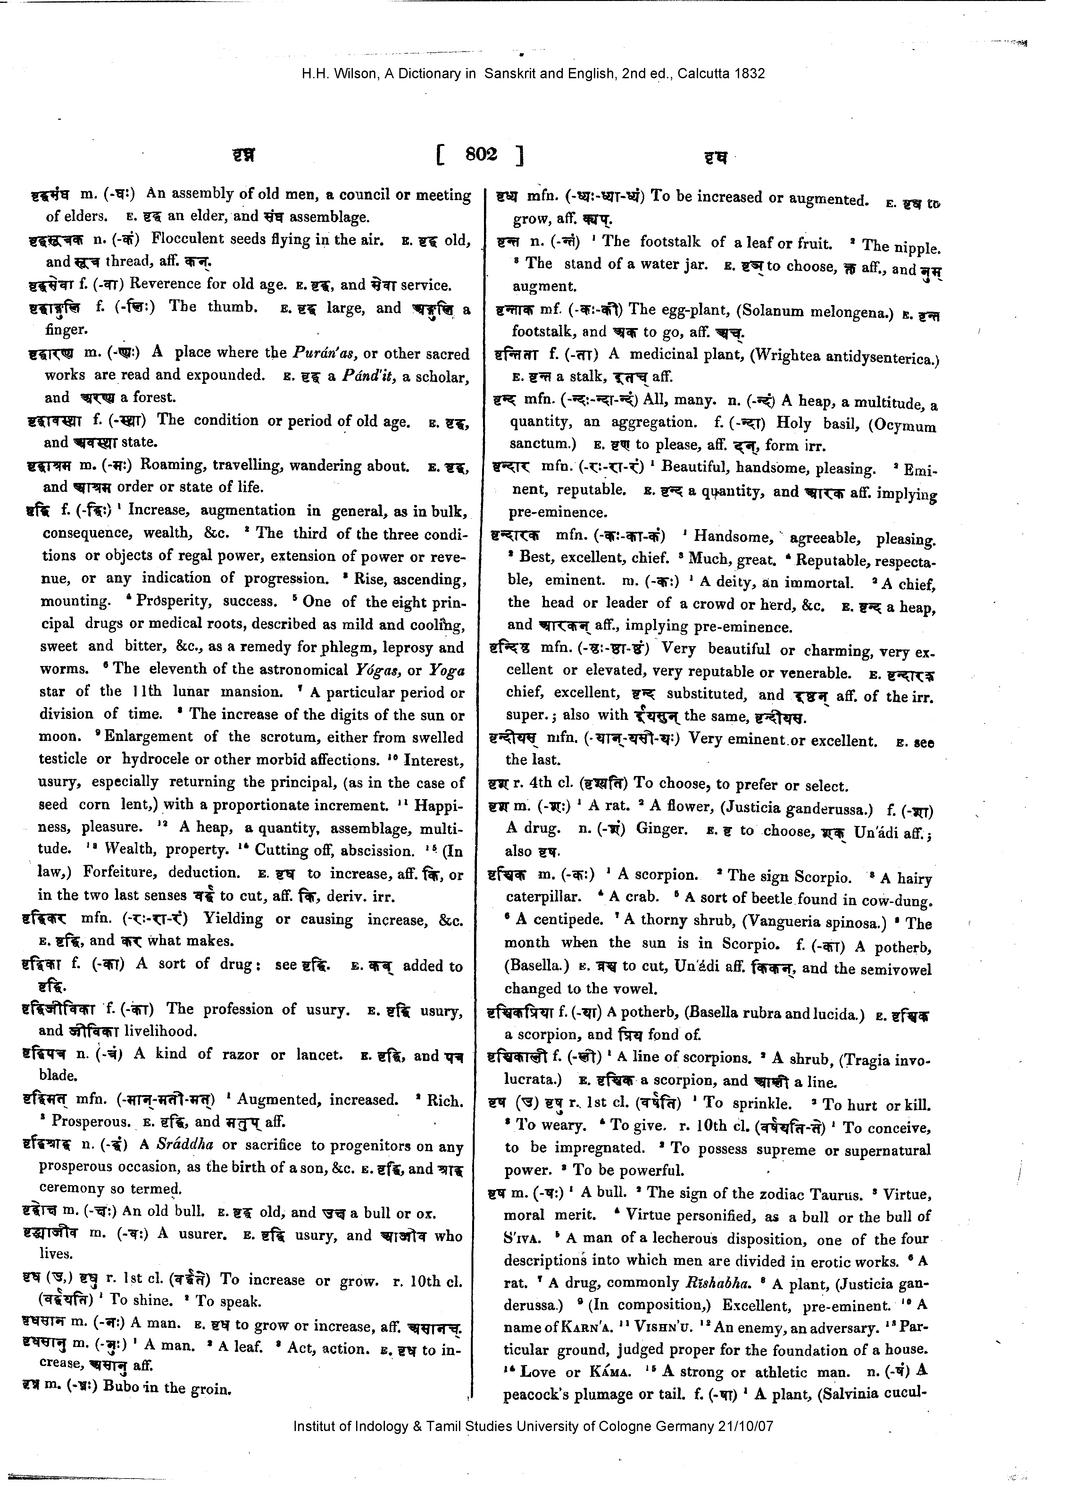 H.H. Wilson, A Dictionary in Sanskrit and English, 2nd ed., Calcutta 1832
वृध्न [ 802 ] वृष
वृद्धसंघ m. (-घः) An assembly of old men, a council or meeting
of elders. E. वृद्ध an elder, and संघ assemblage.
वृद्धसूत्रक n. (-कं) Flocculent seeds flying in the air. E. वृद्ध old,
and सूत्र thread, aff. कन्.
वृद्धसेवा f. (-वा) Reverence for old age. E. वृद्ध, and सेवा service.
वृद्धाङ्गुलि f. (-लिः) The thumb. E. वृद्ध large, and अङ्गुलि a
finger.
वृद्धारण्य m. (-ण्यः) A place where the Purán'as, or other sacred
works are read and expounded. E. वृद्ध a Pánd'it, a scholar,
and अरण्य a forest.
वृद्धावस्था f. (-स्था) The condition or period of old age. E. वृद्ध,
and अवस्था state.
वृद्धाश्रम m. (-मः) Roaming, travelling, wandering about. E. वृद्ध,
and आश्रम order or state of life.
वृद्धि f. (-द्धिः) ¹ Increase, augmentation in general, as in bulk,
consequence, wealth, &c. ² The third of the three condi-
tions or objects of regal power, extension of power or reve-
nue, or any indication of progression. ³ Rise, ascending,
mounting. ⁴ Prosperity, success. ⁵ One of the eight prin-
cipal drugs or medical roots, described as mild and cooling,
sweet and bitter, &c., as a remedy for phlegm, leprosy and
worms. ⁶ The eleventh of the astronomical Yógas, or Yoga
star of the 11th lunar mansion. ⁷ A particular period or
division of time. ⁸ The increase of the digits of the sun or
moon. ⁹ Enlargement of the scrotum, either from swelled
testicle or hydrocele or other morbid affections. ¹⁰ Interest,
usury, especially returning the principal, (as in the case of
seed corn lent,) with a proportionate increment. ¹¹ Happi-
ness, pleasure. ¹² A heap, a quantity, assemblage, multi-
tude. ¹³ Wealth, property. ¹⁴ Cutting off, abscission. ¹⁵ (In
law,) Forfeiture, deduction. E. वृध to increase, aff. क्ति, or
in the two last senses वर्द्ध to cut, aff. क्ति, deriv. irr.
वृद्धिकर mfn. (-रः-रा-रं) Yielding or causing increase, &c.
E. वृद्धि, and कर what makes.
वृद्धिका f. (-का) A sort of drug: see वृद्धि. E. कन् added to
वृद्धि.
वृद्धिजीविका f. (-का) The profession of usury. E. वृद्धि usury,
and जीविका livelihood.
वृद्धिपत्र n. (-त्रं) A kind of razor or lancet. E. वृद्धि, and पत्र
blade.
वृद्धिमत् mfn. (-मान्-मती-मत्) ¹ Augmented, increased. ² Rich.
³ Prosperous. E. वृद्धि, and मतुप् aff.
वृद्धिश्राद्ध n. (-द्धं) A Sráddha or sacrifice to progenitors on any
prosperous occasion, as the birth of a son, &c. E. वृद्धि, and श्राद्ध
ceremony so termed.
वृद्धोक्ष m. (-क्षः) An old bull. E. वृद्ध old, and उक्ष a bull or ox.
वृद्ध्याजीव m. (-वः) A usurer. E. वृद्धि usury, and आजीव who
lives.
वृध (उ,) वृधु r. 1st cl. (वर्द्धते) To increase or grow. r. 10th cl.
(वर्द्धयति) ¹ To shine. ² To speak.
वृधसान m. (-नः) A man. E. वृध to grow or increase, aff. असानच्.
वृधसानु m. (-नुः) ¹ A man. ² A leaf. ³ Act, action. E. वृध to in-
crease, असानु aff.
वृध्न m. (-ध्नः) Bubo in the groin.
वृध्य mfn. (-ध्यः-ध्या-ध्यं) To be increased or augmented. E. वृध to
grow, aff. क्यप्.
वृन्त n. (-न्तं) ¹ The footstalk of a leaf or fruit. ² The nipple.
³ The stand of a water jar. E. वृञ् to choose, क्त aff., and नुम्
augment.
वृन्ताक mf. (-कः-की) The egg-plant, (Solanum melongena.) E. वृन्त
footstalk, and अक to go, aff. अच्.
वृन्तिता f. (-ता) A medicinal plant, (Wrightea antidysenterica.)
E. वृन्त a stalk, इतच् aff.
वृन्द mfn. (-न्दः-न्दा-न्दं) All, many. n. (-न्दं) A heap, a multitude, a
quantity, an aggregation. f. (-न्दा) Holy basil, (Ocymum
sanctum.) E. वृण to please, aff. दन्, form irr.
वृन्दार mfn. (-रः-रा-रं) ¹ Beautiful, handsome, pleasing. ² Emi-
nent, reputable. E. वृन्द a quantity, and आरक aff. implying
pre-eminence.
वृन्दारक mfn. (-कः-का-कं) ¹ Handsome, agreeable, pleasing.
² Best, excellent, chief. ³ Much, great. ⁴ Reputable, respecta-
ble, eminent. m. (-कः) ¹ A deity, an immortal. ² A chief,
the head or leader of a crowd or herd, &c. E. वृन्द a heap,
and आरकन् aff., implying pre-eminence.
वृन्दिष्ठ mfn. (-ष्ठः-ष्ठा-ष्ठं) Very beautiful or charming, very ex-
cellent or elevated, very reputable or venerable. E. वृन्दारक
chief, excellent, वृन्द substituted, and इष्ठन् aff. of the irr.
super.; also with ईयसुन् the same, वृन्दीयस्.
वृन्दीयस् mfn. (-यान्-यसी-यः) Very eminent or excellent. E. see
the last.
वृश r. 4th cl. (वृश्यति) To choose, to prefer or select.
वृश m. (-शः) ¹ A rat. ² A flower, (Justicia ganderussa.) f. (-शा)
A drug. n. (-शं) Ginger. E. वृ to choose, शक् Un'ádi aff.;
also वृष.
वृश्चिक m. (-कः) ¹ A scorpion. ² The sign Scorpio. ³ A hairy
caterpillar. ⁴ A crab. ⁵ A sort of beetle found in cow-dung.
⁶ A centipede. ⁷ A thorny shrub, (Vangueria spinosa.) ⁸ The
month when the sun is in Scorpio. f. (-का) A potherb,
(Basella.) E. व्रश्च to cut, Un'ádi aff. किकन्, and the semivowel
changed to the vowel.
वृश्चिकप्रिया f. (-या) A potherb, (Basella rubra and lucida.) E. वृश्चिक
a scorpion, and प्रिय fond of.
वृश्चिकाली f. (-ली) ¹ A line of scorpions. ² A shrub, (Tragia invo-
lucrata.) E. वृश्चिक a scorpion, and आली a line.
वृष (उ) वृषु r. 1st cl. (वर्षति) ¹ To sprinkle. ² To hurt or kill.
³ To weary. ⁴ To give. r. 10th cl. (वर्षयति-ते) ¹ To conceive,
to be impregnated. ² To possess supreme or supernatural
power. ³ To be powerful.
वृष m. (-षः) ¹ A bull. ² The sign of the zodiac Taurus. ³ Virtue,
moral merit. ⁴ Virtue personified, as a bull or the bull of
S'IVA. ⁵ A man of a lecherous disposition, one of the four
descriptions into which men are divided in erotic works. ⁶ A
rat. ⁷ A drug, commonly Rishabha. ⁸ A plant, (Justicia gan-
derussa.) ⁹ (In composition,) Excellent, pre-eminent. ¹⁰ A
name of KARN'A. ¹¹ VISHN'U. ¹² An enemy, an adversary. ¹³ Par-
ticular ground, judged proper for the foundation of a house.
¹⁴ Love or KÁMA. ¹⁵ A strong or athletic man. n. (-षं) A
peacock's plumage or tail. f. (-षा) ¹ A plant, (Salvinia cucul-
Institut of Indology & Tamil Studies University of Cologne Germany 21/10/07